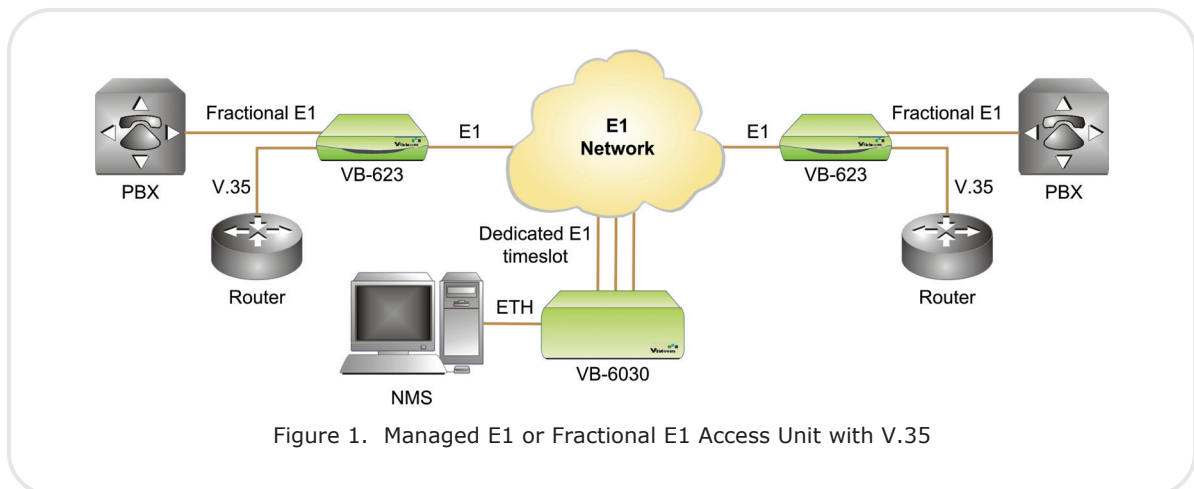 Fractional E1
E1
VB-623
V.35
PBX
Router
E1
Network
Dedicated E1
timeslot
ETH
NMS
VB-6030
E1
Fractional E1
VB-623
V.35
PBX
Router
Figure 1. Managed E1 or Fractional E1 Access Unit with V.35